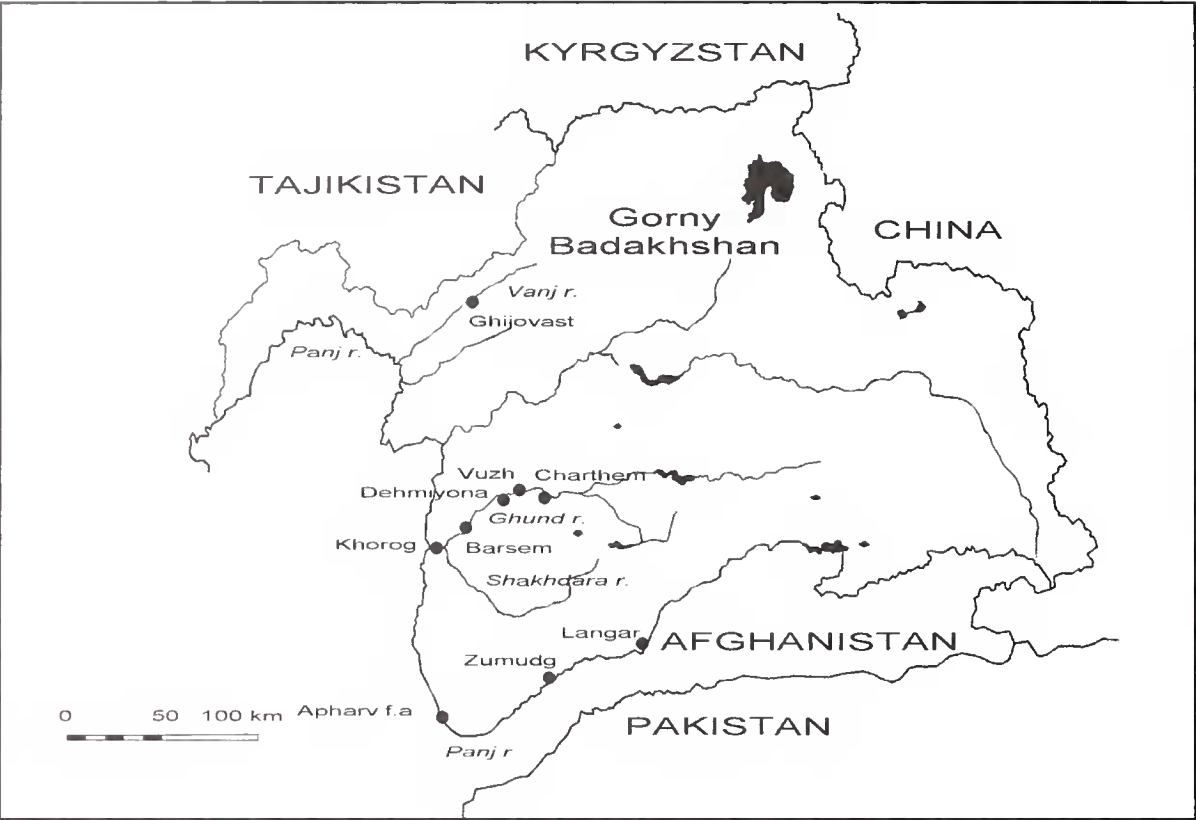 KYRGYZSTAN
TAJIKISTAN
Gorny
Badakhshan
CHINA
Vanj r.
Ghijovast
Panj r.
Vuzh Charthem
Dehmiyona
Ghund r.
Khorog Barsem
Shakhdara r.
Langar AFGHANISTAN
Zumudg
0 50 100 km Apharv f.a
PAKISTAN
Panj r